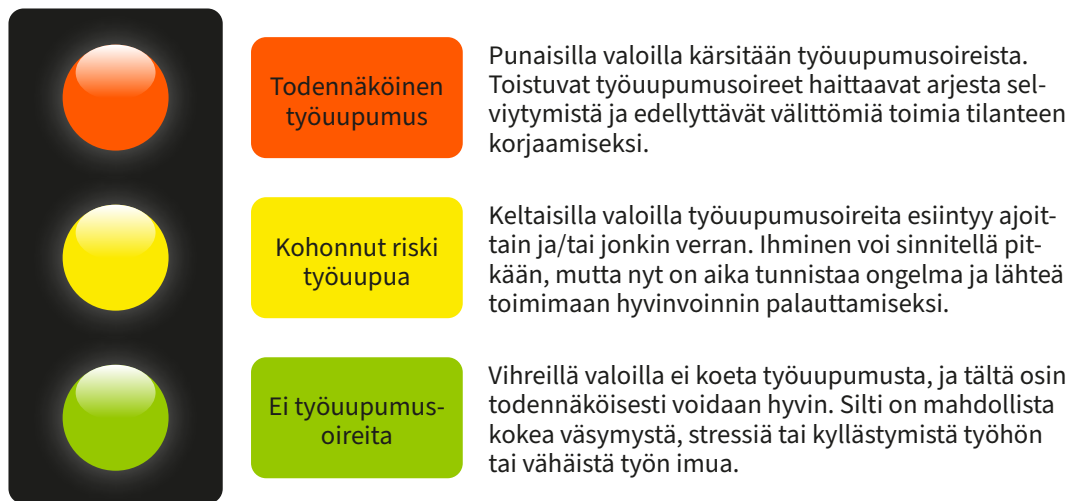 Todennäköinen
työuupumus
Punaisilla valoilla kärsitään työuupumusoireista.
Toistuvat työuupumusoireet haittaavat arjesta sel-
viytymistä ja edellyttävät välittömiä toimia tilanteen
korjaamiseksi.
Kohonnut riski
työuupua
Keltaisilla valoilla työuupumusoireita esiintyy ajoit-
tain ja/tai jonkin verran. Ihminen voi sinnitellä pit-
kään, mutta nyt on aika tunnistaa ongelma ja lähteä
toimimaan hyvinvoinnin palauttamiseksi.
Ei työuupumus-
oireita
Vihreillä valoilla ei koeta työuupumusta, ja tältä osin
todennäköisesti voidaan hyvin. Silti on mahdollista
kokea väsymystä, stressiä tai kyllästymistä työhön
tai vähäistä työn imua.